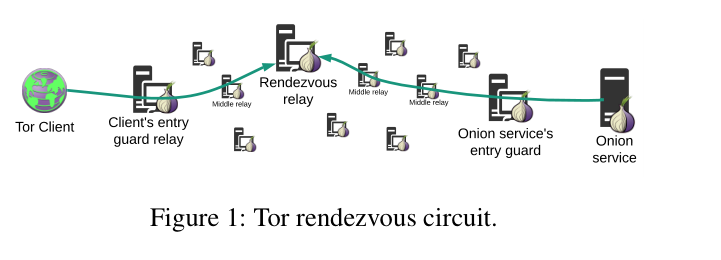 Tor Client
Client's entry
guard relay
Middle relay
Rendezvous
relay
Middle relay
Middle relay
Onion service's
entry guard
Onion
service
Figure 1: Tor rendezvous circuit.